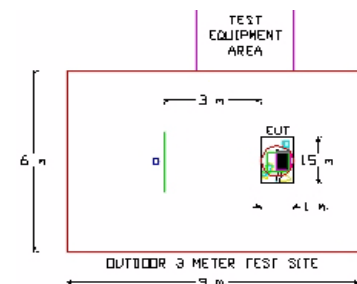 TEST
EQUIPMENT
AREA
3 m
EUT
6 m
1.5 m
1 m
OUTDOOR 3 METER TEST SITE
9 m